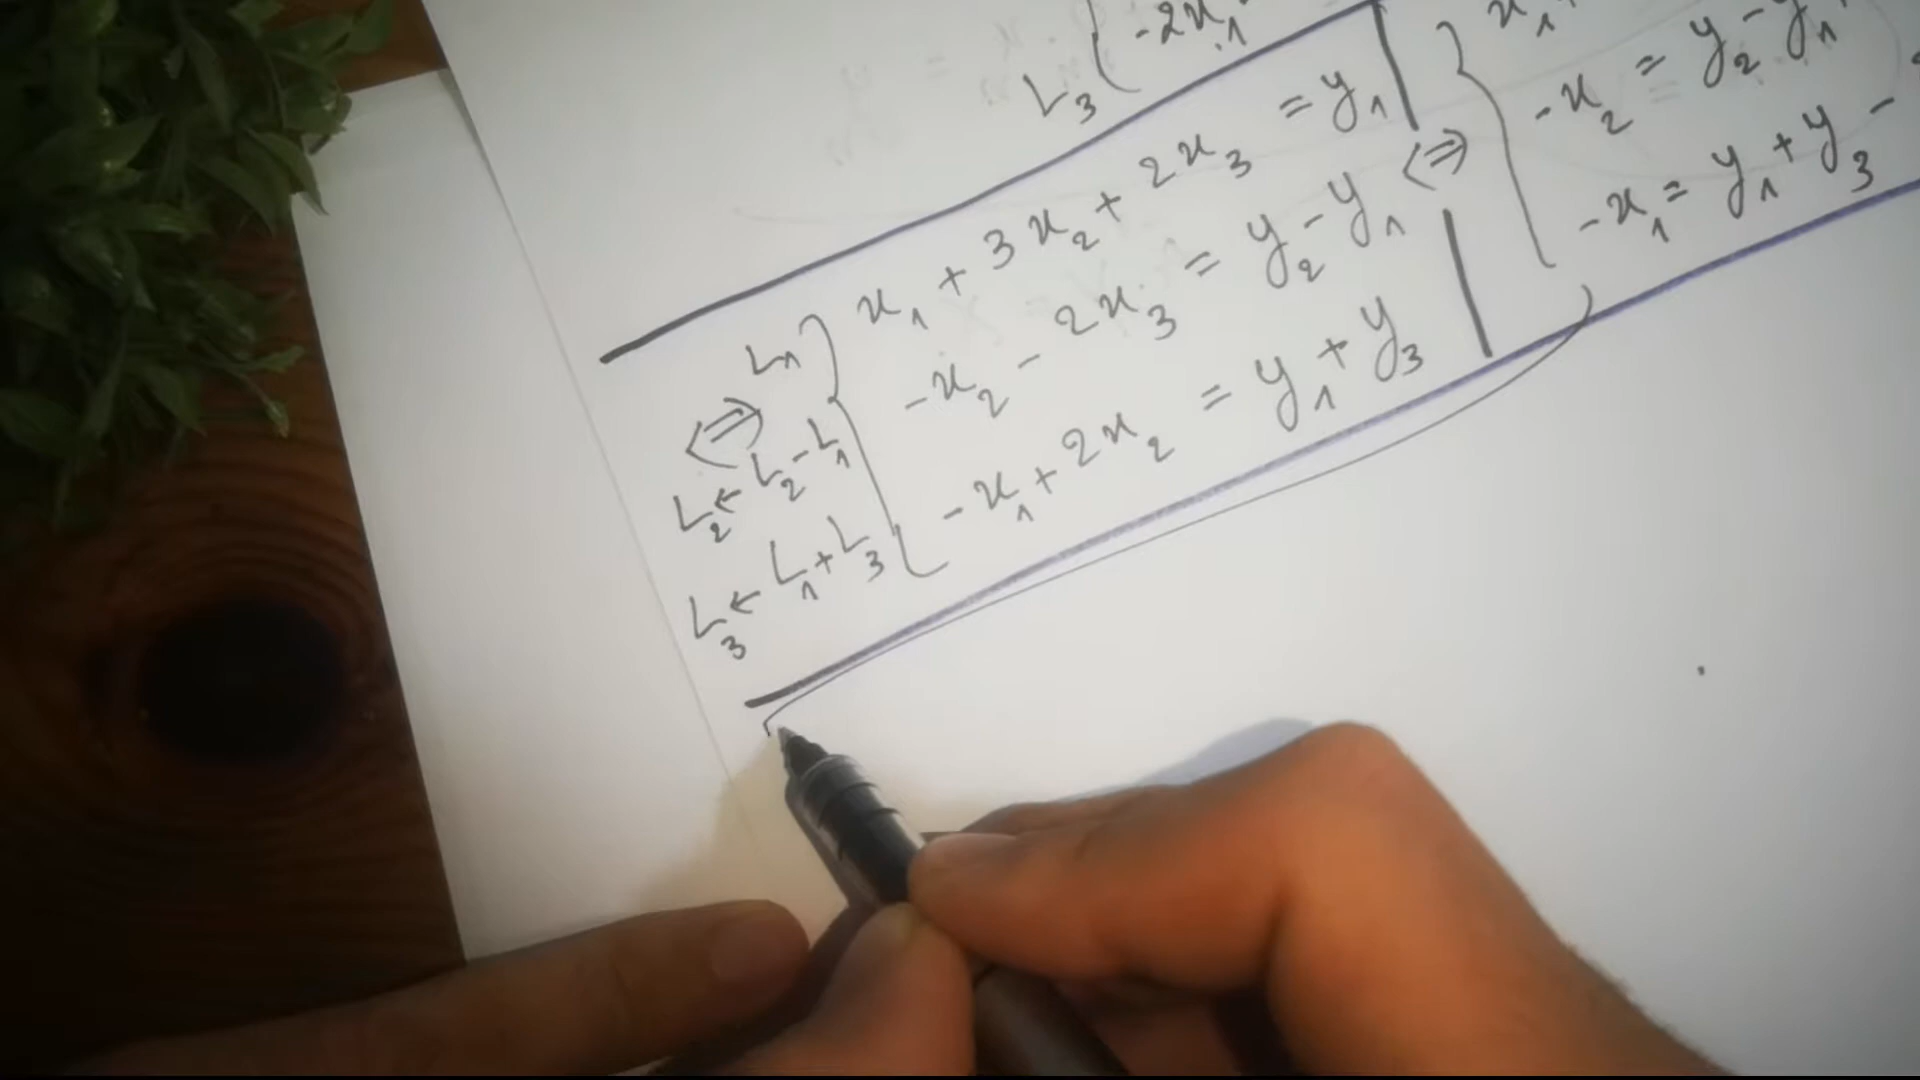 L₃ { -2x₁
L₁ { x₁ + 3x₂ + 2x₃ = y₁
⇔
L₂ ← L₂ - L₁ { -x₂ - 2x₃ = y₂ - y₁
L₃ ← L₁ + L₃ { -x₁ + 2x₂ = y₁ + y₃
⇔ { x₁
-x₂ = y₂ - y₁
-x₁ = y₁ + y₃ -